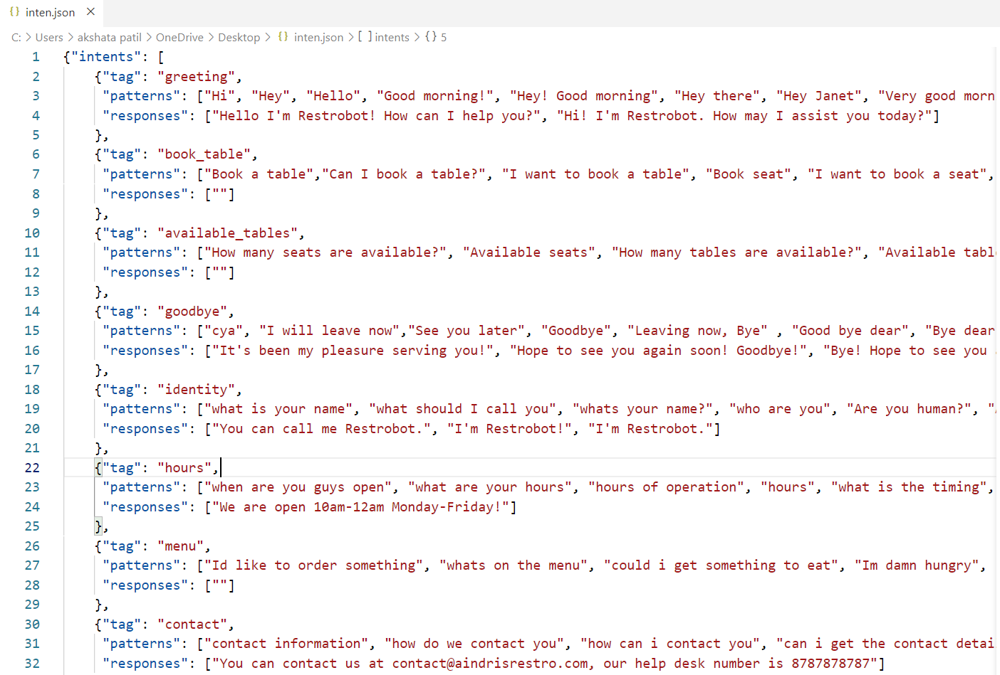 {} inten.json ×
C: > Users > akshata patil > OneDrive > Desktop > {} inten.json > [ ] intents > {} 5
1 {"intents": [
2 {"tag": "greeting",
3 "patterns": ["Hi", "Hey", "Hello", "Good morning!", "Hey! Good morning", "Hey there", "Hey Janet", "Very good morn
4 "responses": ["Hello I'm Restrobot! How can I help you?", "Hi! I'm Restrobot. How may I assist you today?"]
5 },
6 {"tag": "book_table",
7 "patterns": ["Book a table","Can I book a table?", "I want to book a table", "Book seat", "I want to book a seat",
8 "responses": [""]
9 },
10 {"tag": "available_tables",
11 "patterns": ["How many seats are available?", "Available seats", "How many tables are available?", "Available tabl
12 "responses": [""]
13 },
14 {"tag": "goodbye",
15 "patterns": ["cya", "I will leave now","See you later", "Goodbye", "Leaving now, Bye" , "Good bye dear", "Bye dear
16 "responses": ["It's been my pleasure serving you!", "Hope to see you again soon! Goodbye!", "Bye! Hope to see you
17 },
18 {"tag": "identity",
19 "patterns": ["what is your name", "what should I call you", "whats your name?", "who are you", "Are you human?", "
20 "responses": ["You can call me Restrobot.", "I'm Restrobot!", "I'm Restrobot."]
21 },
22 {"tag": "hours",
23 "patterns": ["when are you guys open", "what are your hours", "hours of operation", "hours", "what is the timing",
24 "responses": ["We are open 10am-12am Monday-Friday!"]
25 },
26 {"tag": "menu",
27 "patterns": ["Id like to order something", "whats on the menu", "could i get something to eat", "Im damn hungry",
28 "responses": [""]
29 },
30 {"tag": "contact",
31 "patterns": ["contact information", "how do we contact you", "how can i contact you", "can i get the contact detai
32 "responses": ["You can contact us at contact@aindrisrestro.com, our help desk number is 8787878787"]